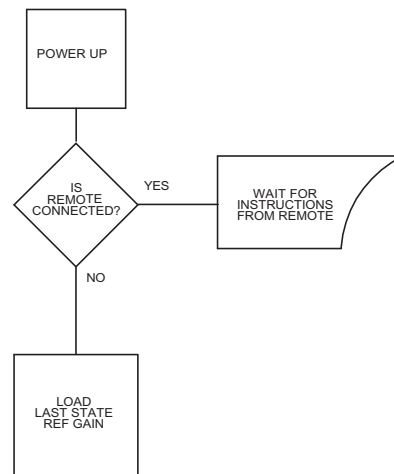 POWER UP
IS
REMOTE
CONNECTED?
YES
WAIT FOR
INSTRUCTIONS
FROM REMOTE
NO
LOAD
LAST STATE
REF GAIN